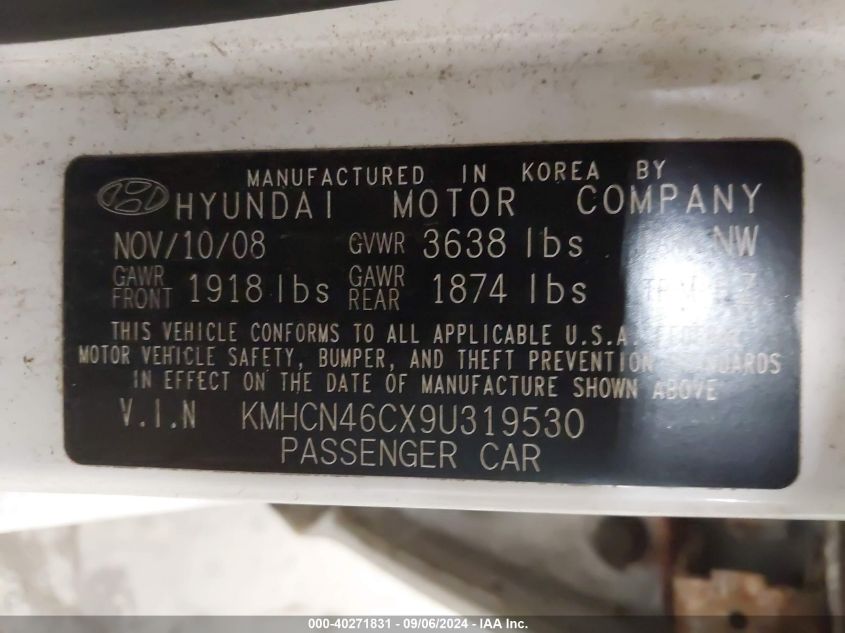 MANUFACTURED IN KOREA BY
HYUNDAI MOTOR COMPANY
NOV/10/08 GVWR 3638 lbs NW
GAWR FRONT 1918 lbs GAWR REAR 1874 lbs
THIS VEHICLE CONFORMS TO ALL APPLICABLE U.S.A.
MOTOR VEHICLE SAFETY, BUMPER, AND THEFT PREVENTION STANDARDS
IN EFFECT ON THE DATE OF MANUFACTURE SHOWN ABOVE
V.I.N KMHCN46CX9U319530
PASSENGER CAR
000-40271831 - 09/06/2024 - IAA Inc.